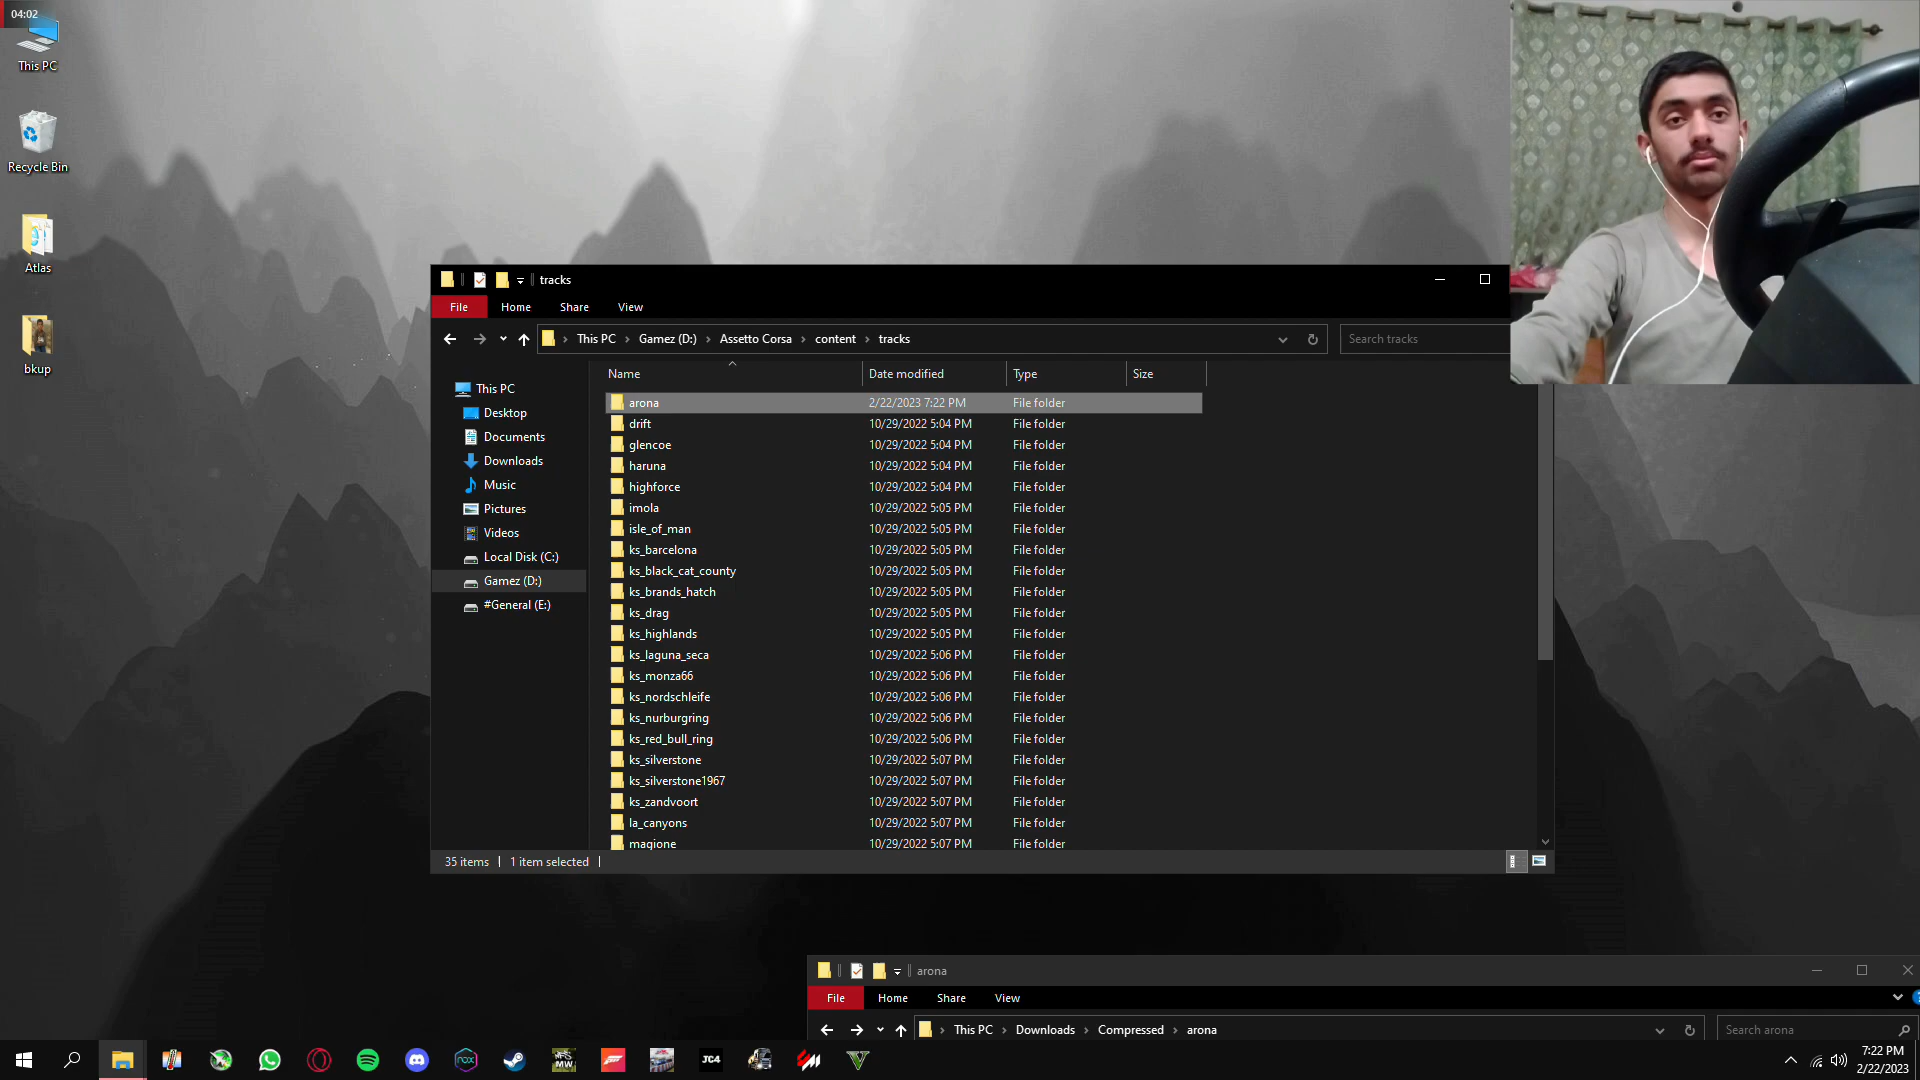 04:02
This PC
Recycle Bin
Atlas
bkup
tracks
File Home Share View
This PC Gamez (D:) Assetto Corsa content tracks
Search tracks
Name Date modified Type Size
This PC
Desktop
Documents
Downloads
Music
Pictures
Videos
Local Disk (C:)
Gamez (D:)
#General (E:)
arona 2/22/2023 7:22 PM File folder
drift 10/29/2022 5:04 PM File folder
glencoe 10/29/2022 5:04 PM File folder
haruna 10/29/2022 5:04 PM File folder
highforce 10/29/2022 5:04 PM File folder
imola 10/29/2022 5:05 PM File folder
isle_of_man 10/29/2022 5:05 PM File folder
ks_barcelona 10/29/2022 5:05 PM File folder
ks_black_cat_county 10/29/2022 5:05 PM File folder
ks_brands_hatch 10/29/2022 5:05 PM File folder
ks_drag 10/29/2022 5:05 PM File folder
ks_highlands 10/29/2022 5:05 PM File folder
ks_laguna_seca 10/29/2022 5:06 PM File folder
ks_monza66 10/29/2022 5:06 PM File folder
ks_nordschleife 10/29/2022 5:06 PM File folder
ks_nurburgring 10/29/2022 5:06 PM File folder
ks_red_bull_ring 10/29/2022 5:06 PM File folder
ks_silverstone 10/29/2022 5:07 PM File folder
ks_silverstone1967 10/29/2022 5:07 PM File folder
ks_zandvoort 10/29/2022 5:07 PM File folder
la_canyons 10/29/2022 5:07 PM File folder
magione 10/29/2022 5:07 PM File folder
35 items 1 item selected
arona
File Home Share View
This PC Downloads Compressed arona
Search arona
nox
NFS MW
JC4
V
7:22 PM
2/22/2023